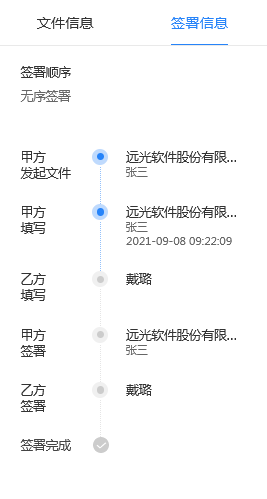 文件信息 签署信息
签署顺序
无序签署
甲方 远光软件股份有限...
发起文件 张三
甲方 远光软件股份有限...
填写 张三
2021-09-08 09:22:09
乙方 戴璐
填写
甲方 远光软件股份有限...
签署 张三
乙方 戴璐
签署
签署完成